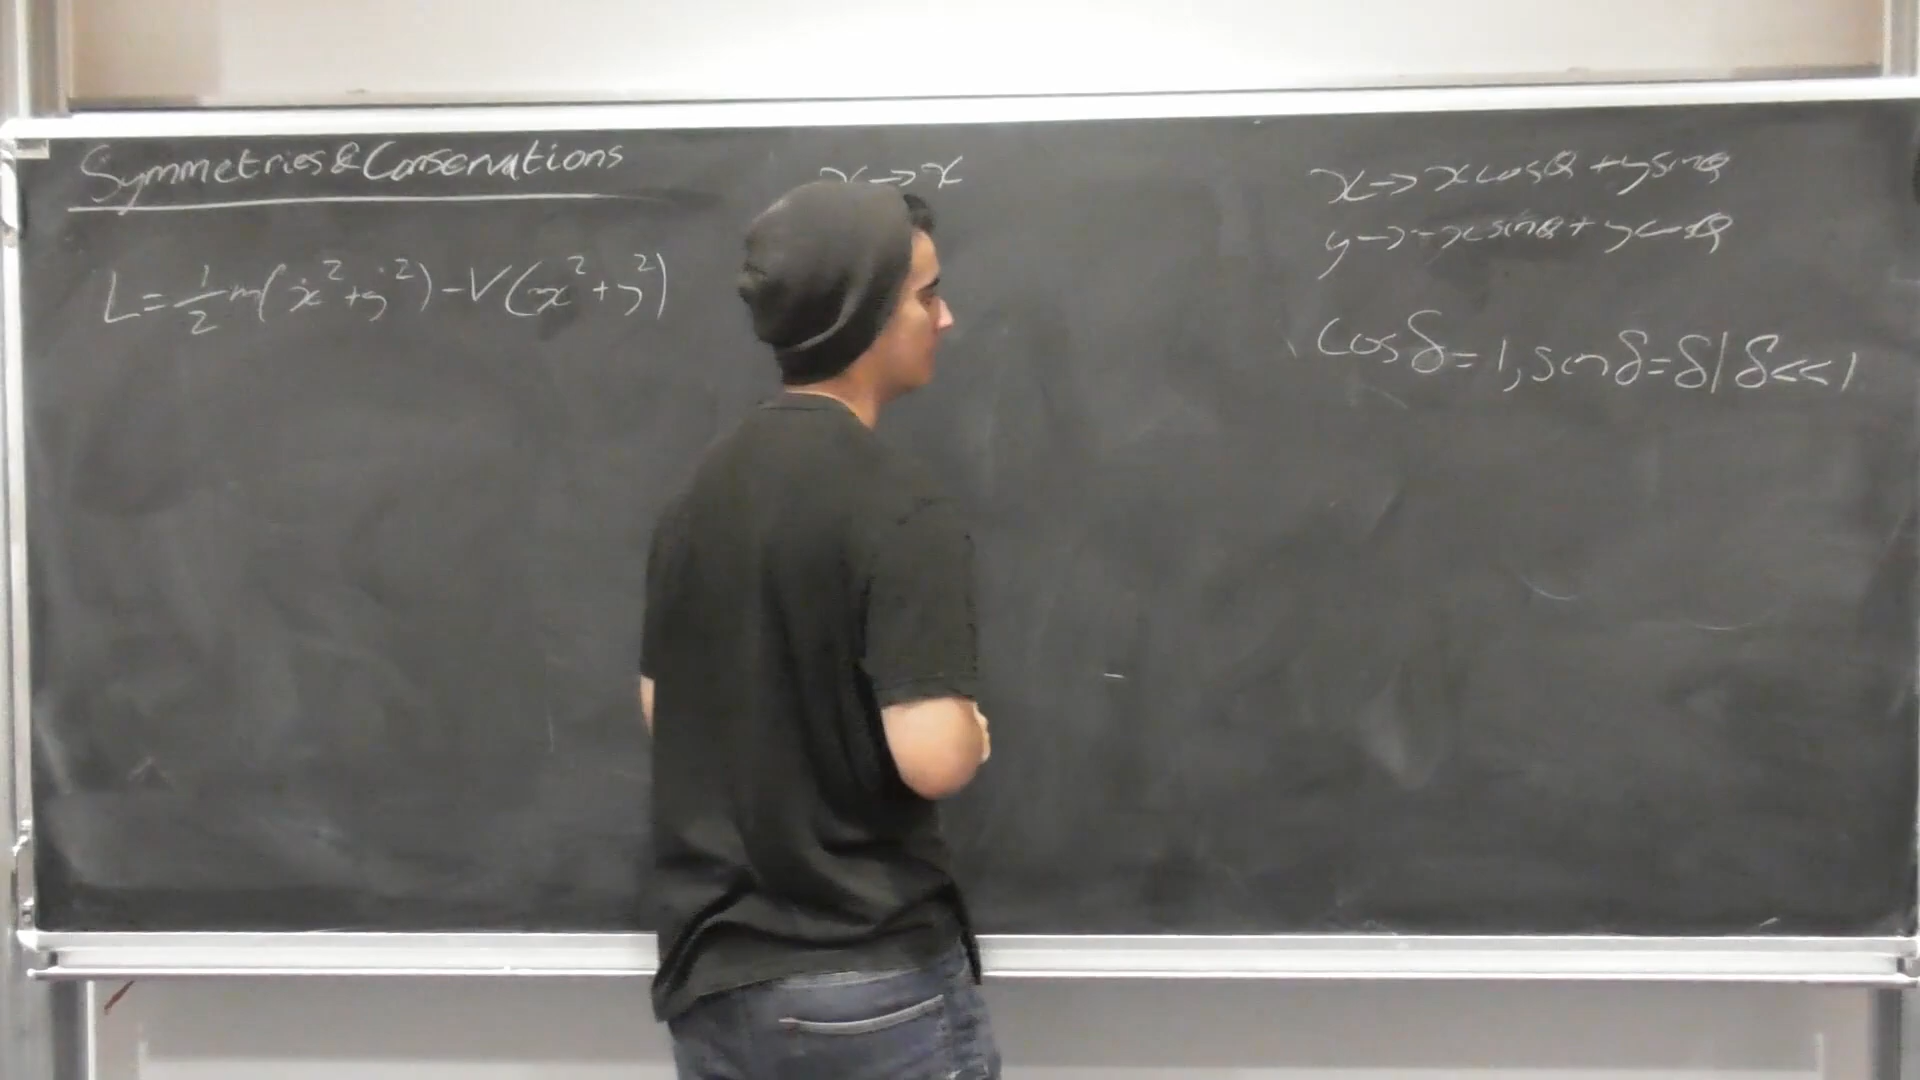 Symmetries & Conservations
L = 1/2 m(ẋ² + ẏ²) - V(x² + y²)
x → x
x → x cosθ + y sinθ
y → -x sinθ + y cosθ
cos δ = 1, sin δ = δ | δ << 1